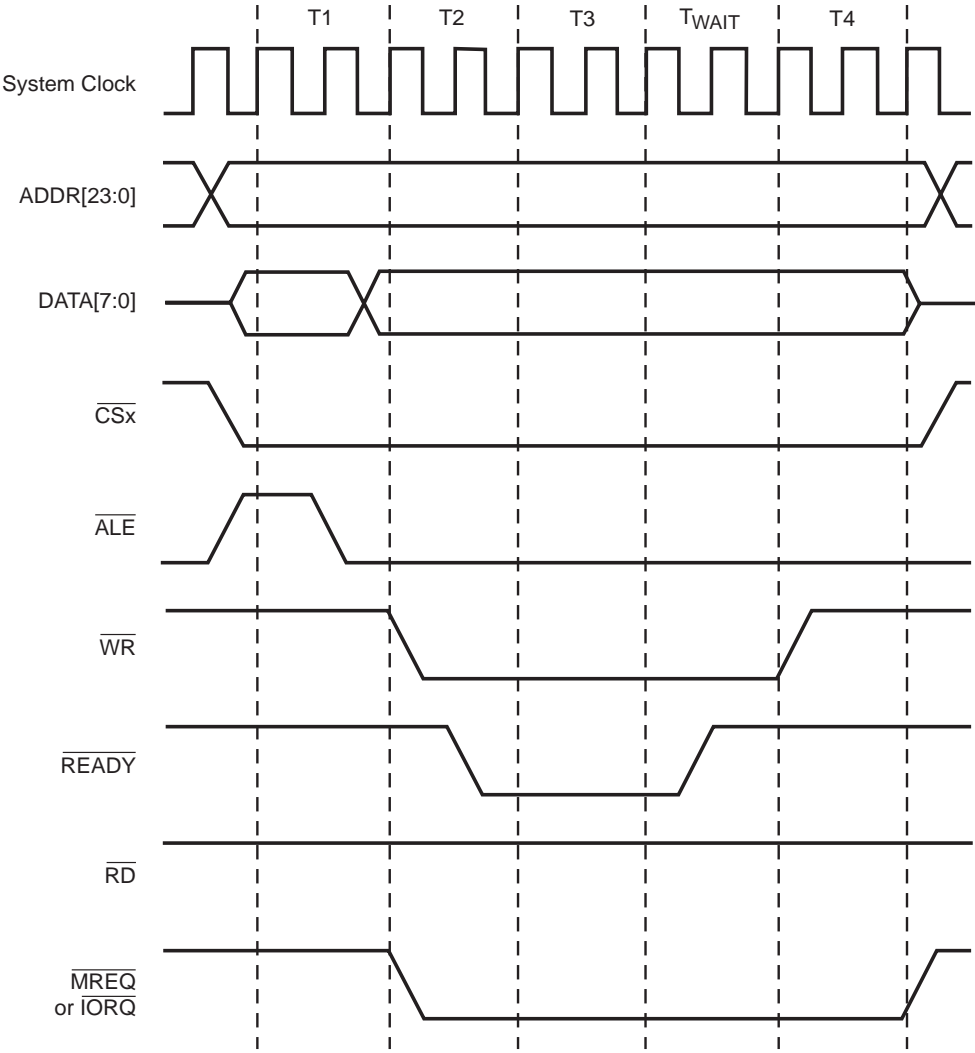 T1 T2 T3 TWAIT T4
System Clock
ADDR[23:0]
DATA[7:0]
CSx
ALE
WR
READY
RD
MREQ
or IORQ